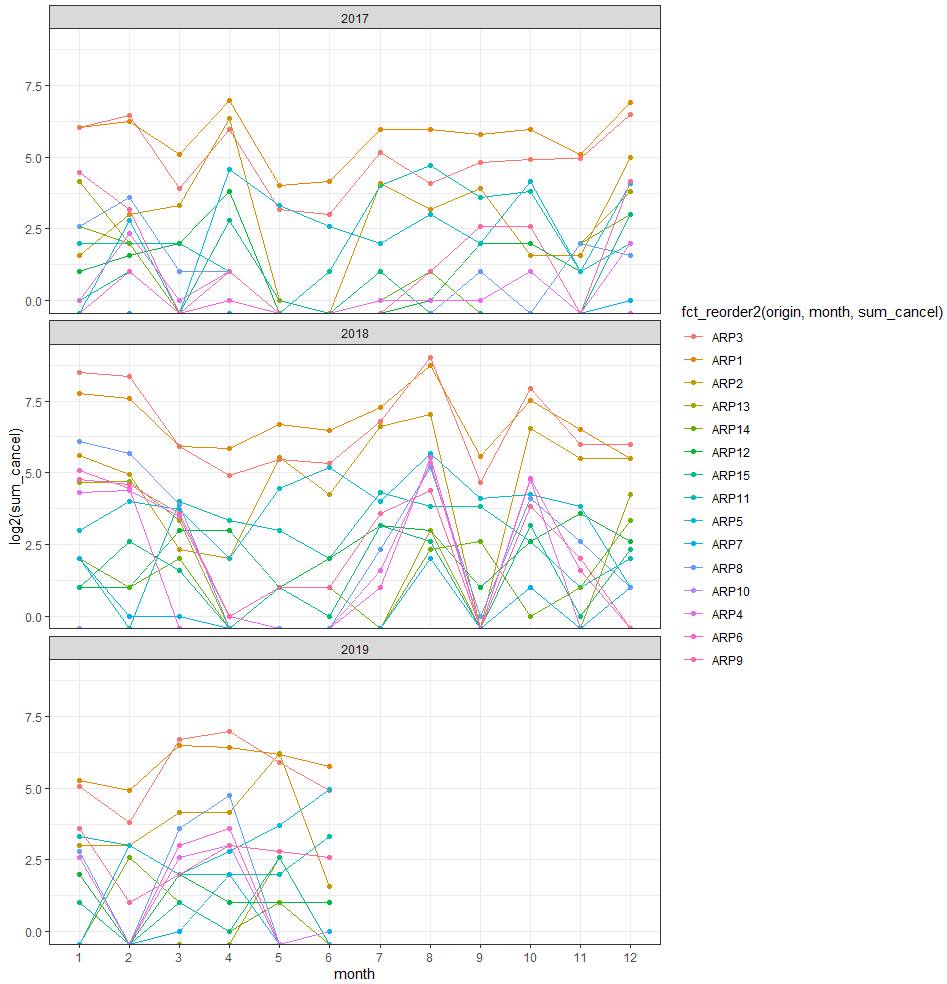 2017
7.5
5.0
2.5
0.0
2018
7.5
5.0
2.5
0.0
2019
7.5
5.0
2.5
0.0
1 2 3 4 5 6 7 8 9 10 11 12
month
log2(sum_cancel)
fct_reorder2(origin, month, sum_cancel)
ARP3
ARP1
ARP2
ARP13
ARP14
ARP12
ARP15
ARP11
ARP5
ARP7
ARP8
ARP10
ARP4
ARP6
ARP9